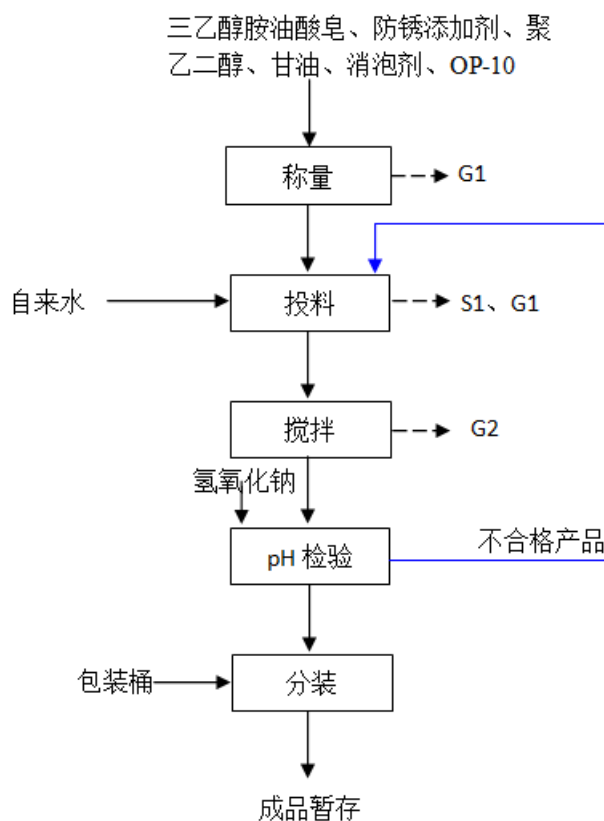 三乙醇胺油酸皂、防锈添加剂、聚
乙二醇、甘油、消泡剂、OP-10
称量
G1
自来水
投料
S1、G1
搅拌
G2
氢氧化钠
pH 检验
不合格产品
包装桶
分装
成品暂存